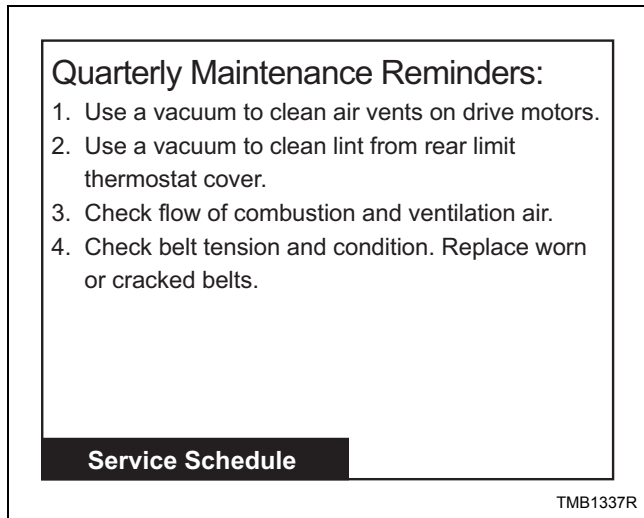 Quarterly Maintenance Reminders:
1. Use a vacuum to clean air vents on drive motors.
2. Use a vacuum to clean lint from rear limit
thermostat cover.
3. Check flow of combustion and ventilation air.
4. Check belt tension and condition. Replace worn
or cracked belts.
Service Schedule
TMB1337R